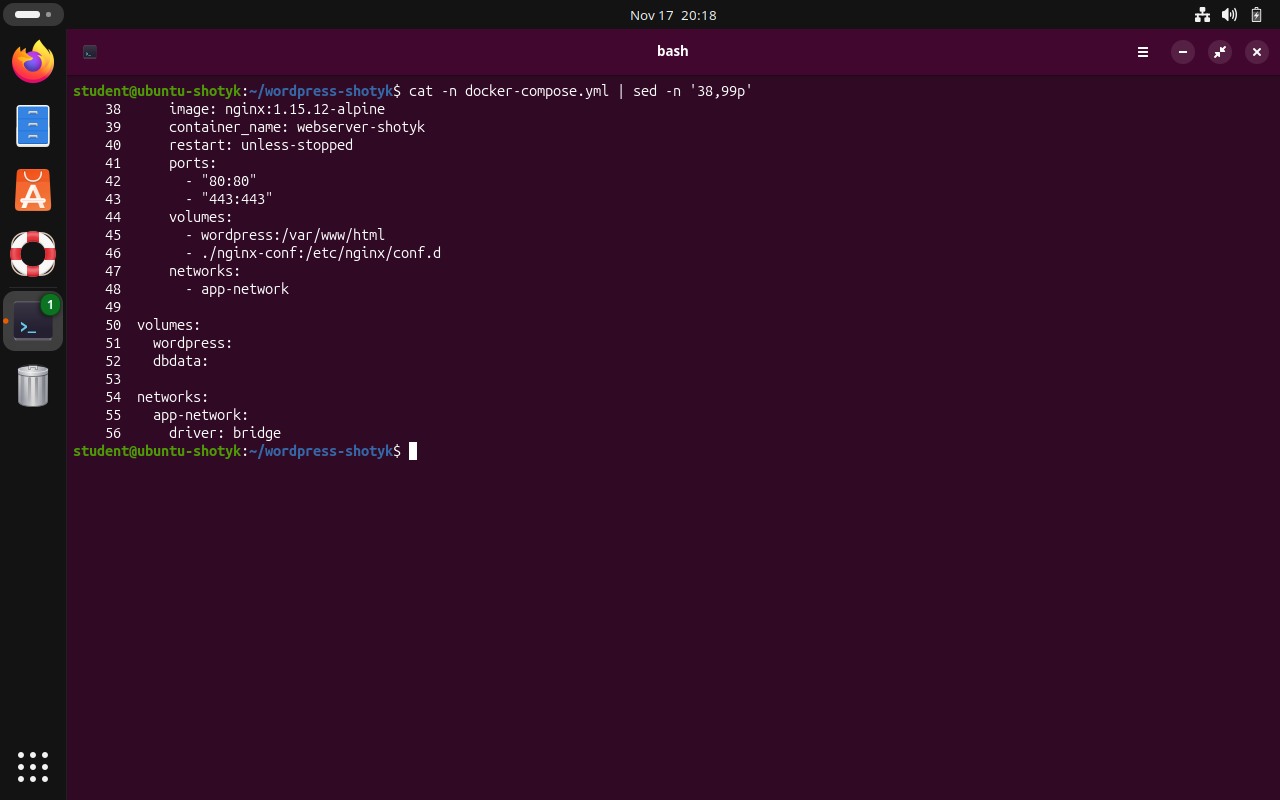 Nov 17 20:18
bash
student@ubuntu-shotyk:~/wordpress-shotyk$ cat -n docker-compose.yml | sed -n '38,99p'
    38      image: nginx:1.15.12-alpine
    39      container_name: webserver-shotyk
    40      restart: unless-stopped
    41      ports:
    42        - "80:80"
    43        - "443:443"
    44      volumes:
    45        - wordpress:/var/www/html
    46        - ./nginx-conf:/etc/nginx/conf.d
    47      networks:
    48        - app-network
    49
    50  volumes:
    51    wordpress:
    52    dbdata:
    53
    54  networks:
    55    app-network:
    56      driver: bridge
student@ubuntu-shotyk:~/wordpress-shotyk$
1